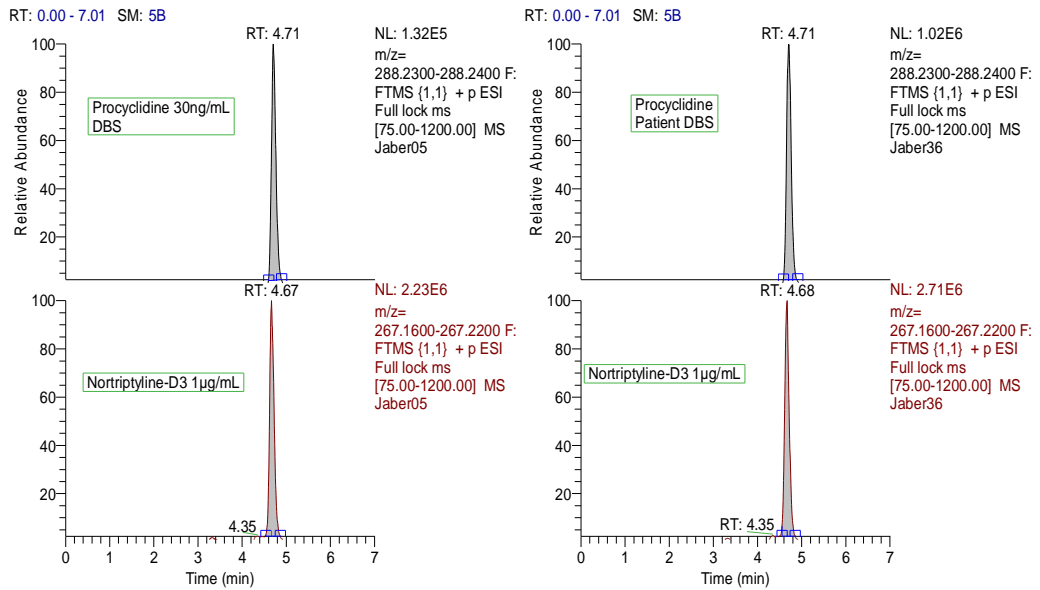 RT: 0.00 - 7.01 SM: 5B
RT: 4.71
NL: 1.32E5
m/z=
288.2300-288.2400 F:
FTMS {1,1} + p ESI
Full lock ms
[75.00-1200.00] MS
Jaber05
Procyclidine 30ng/mL
DBS
Relative Abundance
100
80
60
40
20
RT: 4.67
NL: 2.23E6
m/z=
267.1600-267.2200 F:
FTMS {1,1} + p ESI
Full lock ms
[75.00-1200.00] MS
Jaber05
Nortriptyline-D3 1µg/mL
100
80
60
40
20
4.35
0 1 2 3 4 5 6 7
Time (min)
RT: 0.00 - 7.01 SM: 5B
RT: 4.71
NL: 1.02E6
m/z=
288.2300-288.2400 F:
FTMS {1,1} + p ESI
Full lock ms
[75.00-1200.00] MS
Jaber36
Procyclidine
Patient DBS
Relative Abundance
100
80
60
40
20
RT: 4.68
NL: 2.71E6
m/z=
267.1600-267.2200 F:
FTMS {1,1} + p ESI
Full lock ms
[75.00-1200.00] MS
Jaber36
Nortriptyline-D3 1µg/mL
100
80
60
40
20
RT: 4.35
0 1 2 3 4 5 6 7
Time (min)